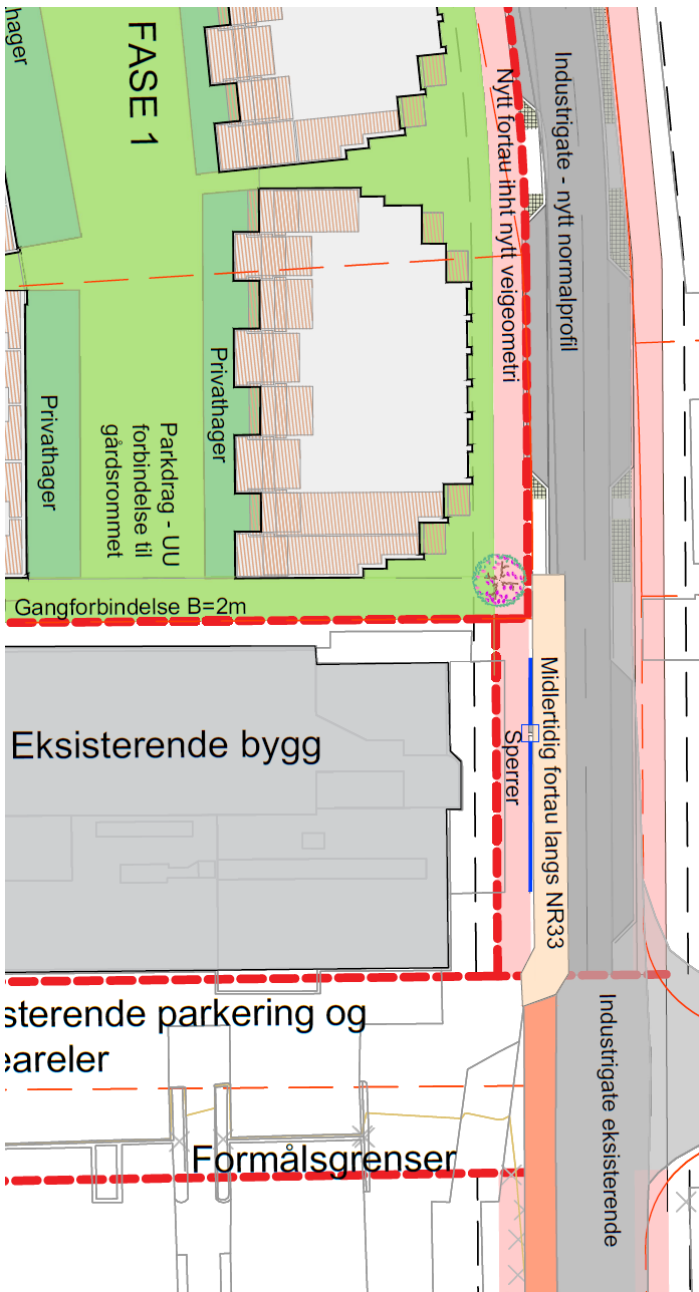 hager
FASE 1
Nytt fortau ihht nytt veigeometri
Industrigate - nytt normalprofil
Privathager
Privathager
Parkdrag - UU
forbindelse til
gårdsrommet
Gangforbindelse B=2m
Eksisterende bygg
Sperrer
Midlertidig fortau langs NR33
sterende parkering og
eareler
Industrigate eksisterende
Formålsgrenser